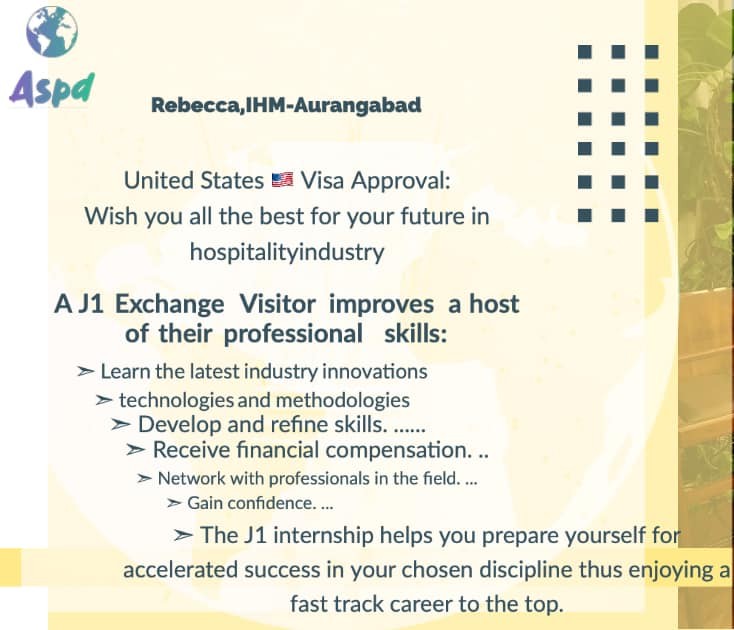 Aspd
Rebecca,IHM-Aurangabad
United States 🇺🇸 Visa Approval:
Wish you all the best for your future in
hospitalityindustry
A J1 Exchange Visitor improves a host
of their professional skills:
➢ Learn the latest industry innovations
➢ technologies and methodologies
➢ Develop and refine skills. ......
➢ Receive financial compensation. ..
➢ Network with professionals in the field. ...
➢ Gain confidence. ...
➢ The J1 internship helps you prepare yourself for
accelerated success in your chosen discipline thus enjoying a
fast track career to the top.